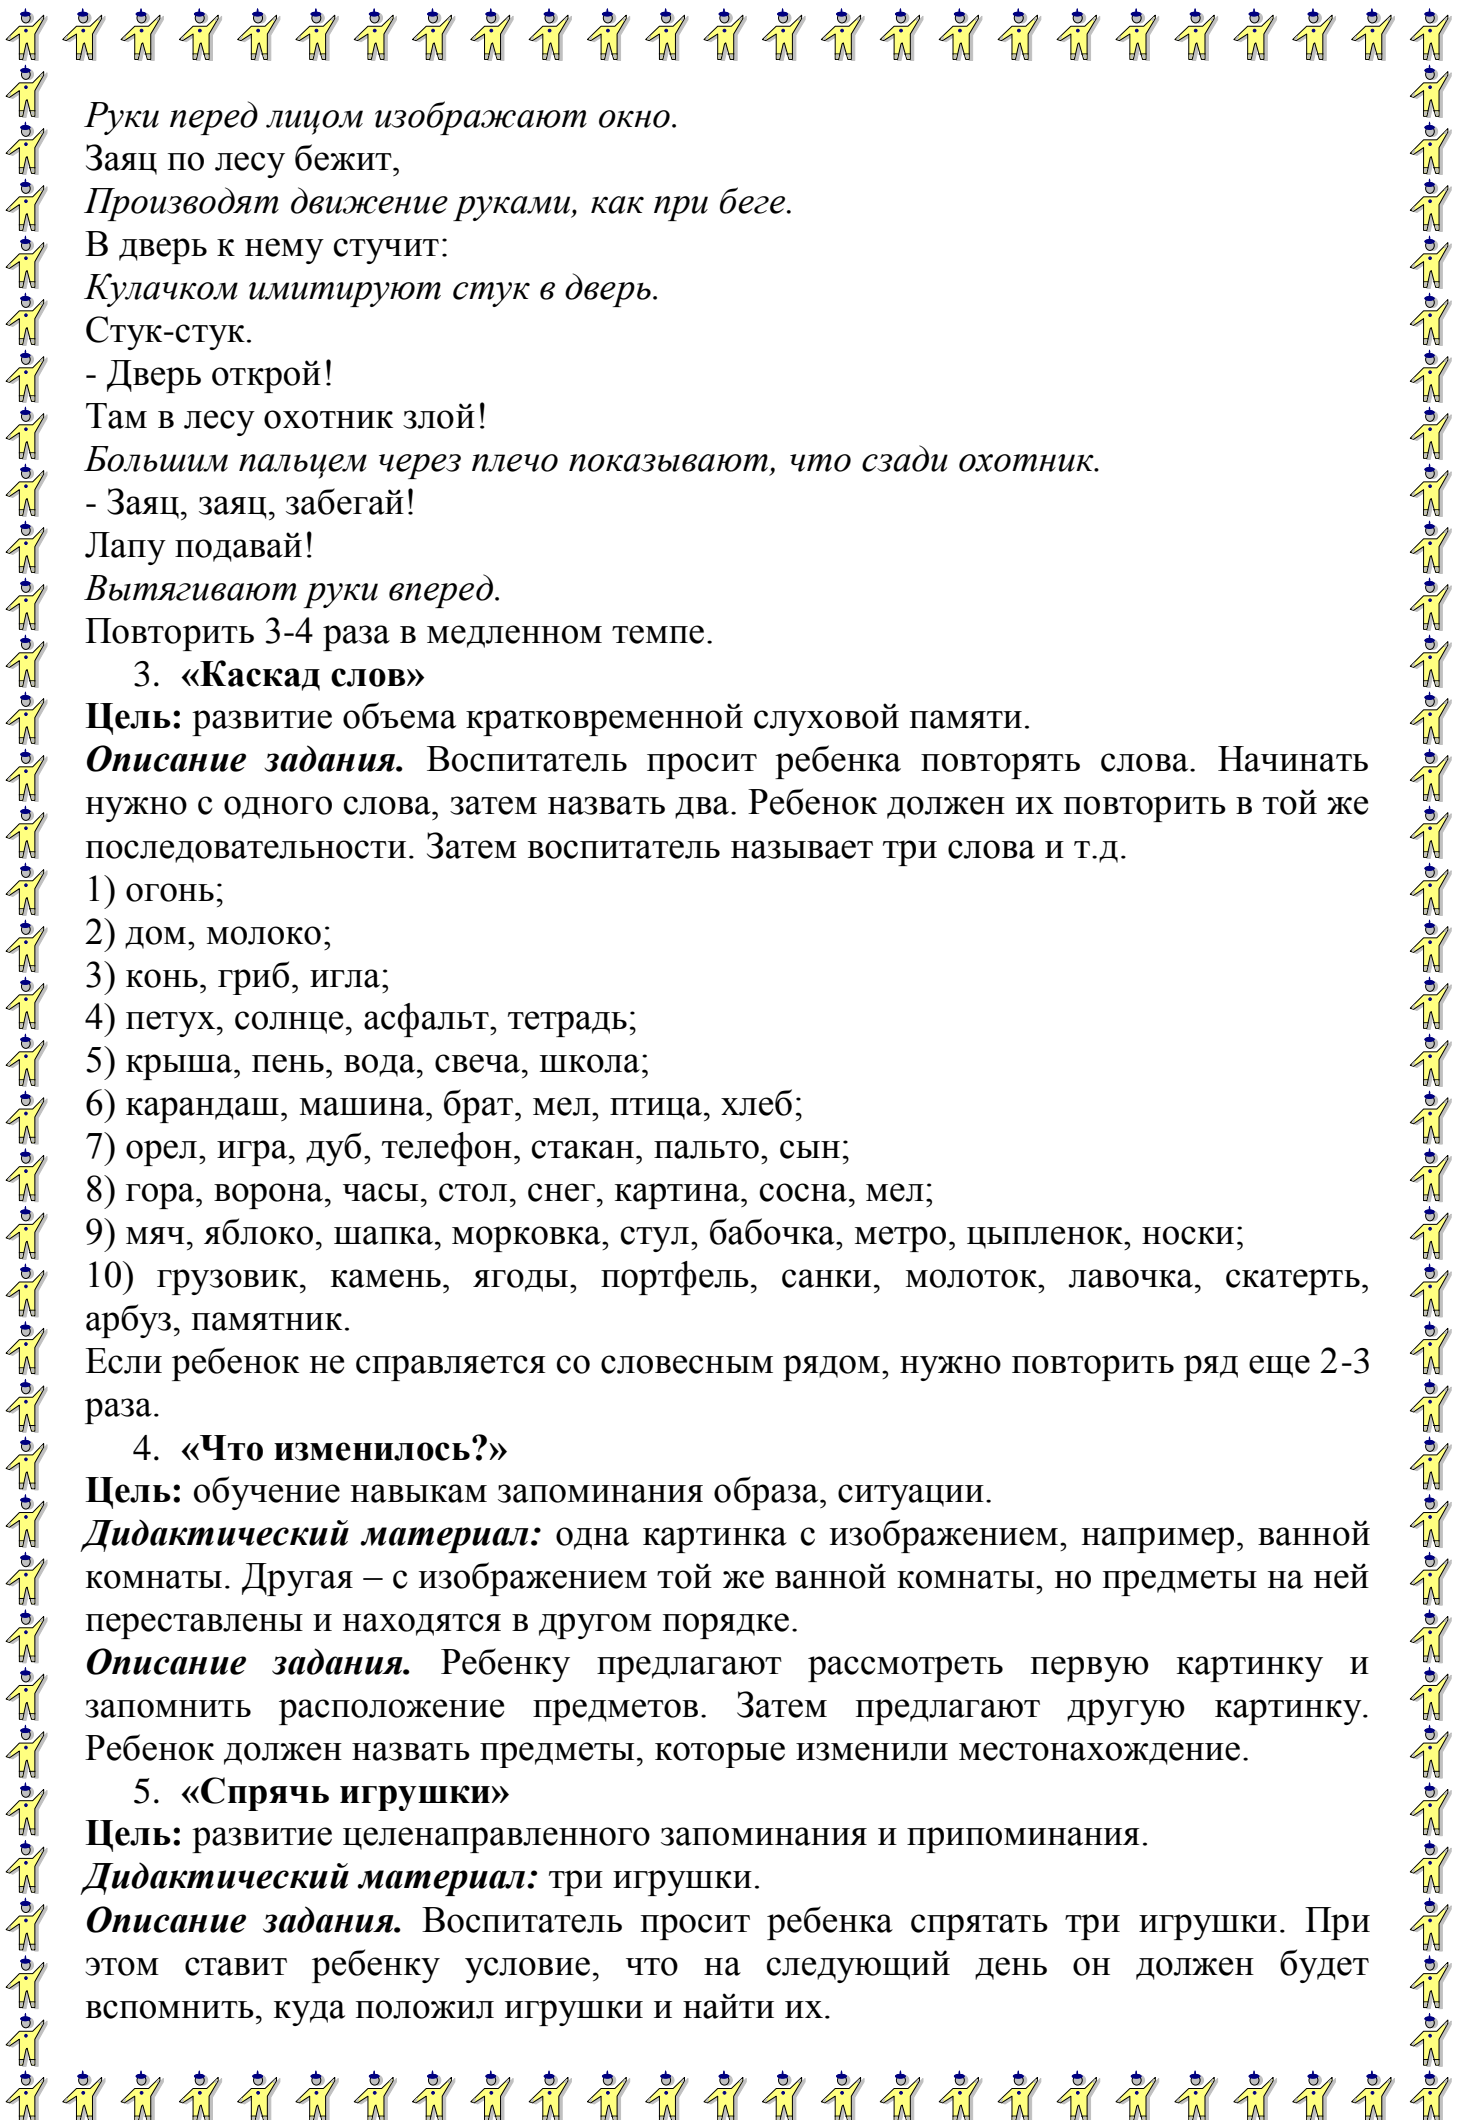 Руки перед лицом изображают окно.
Заяц по лесу бежит,
Производят движение руками, как при беге.
В дверь к нему стучит:
Кулачком имитируют стук в дверь.
Стук-стук.
- Дверь открой!
Там в лесу охотник злой!
Большим пальцем через плечо показывают, что сзади охотник.
- Заяц, заяц, забегай!
Лапу подавай!
Вытягивают руки вперед.
Повторить 3-4 раза в медленном темпе.
3. «Каскад слов»
Цель: развитие объема кратковременной слуховой памяти.
Описание задания. Воспитатель просит ребенка повторять слова. Начинать
нужно с одного слова, затем назвать два. Ребенок должен их повторить в той же
последовательности. Затем воспитатель называет три слова и т.д.
1) огонь;
2) дом, молоко;
3) конь, гриб, игла;
4) петух, солнце, асфальт, тетрадь;
5) крыша, пень, вода, свеча, школа;
6) карандаш, машина, брат, мел, птица, хлеб;
7) орел, игра, дуб, телефон, стакан, пальто, сын;
8) гора, ворона, часы, стол, снег, картина, сосна, мел;
9) мяч, яблоко, шапка, морковка, стул, бабочка, метро, цыпленок, носки;
10) грузовик, камень, ягоды, портфель, санки, молоток, лавочка, скатерть,
арбуз, памятник.
Если ребенок не справляется со словесным рядом, нужно повторить ряд еще 2-3
раза.
4. «Что изменилось?»
Цель: обучение навыкам запоминания образа, ситуации.
Дидактический материал: одна картинка с изображением, например, ванной
комнаты. Другая – с изображением той же ванной комнаты, но предметы на ней
переставлены и находятся в другом порядке.
Описание задания. Ребенку предлагают рассмотреть первую картинку и
запомнить расположение предметов. Затем предлагают другую картинку.
Ребенок должен назвать предметы, которые изменили местонахождение.
5. «Спрячь игрушки»
Цель: развитие целенаправленного запоминания и припоминания.
Дидактический материал: три игрушки.
Описание задания. Воспитатель просит ребенка спрятать три игрушки. При
этом ставит ребенку условие, что на следующий день он должен будет
вспомнить, куда положил игрушки и найти их.